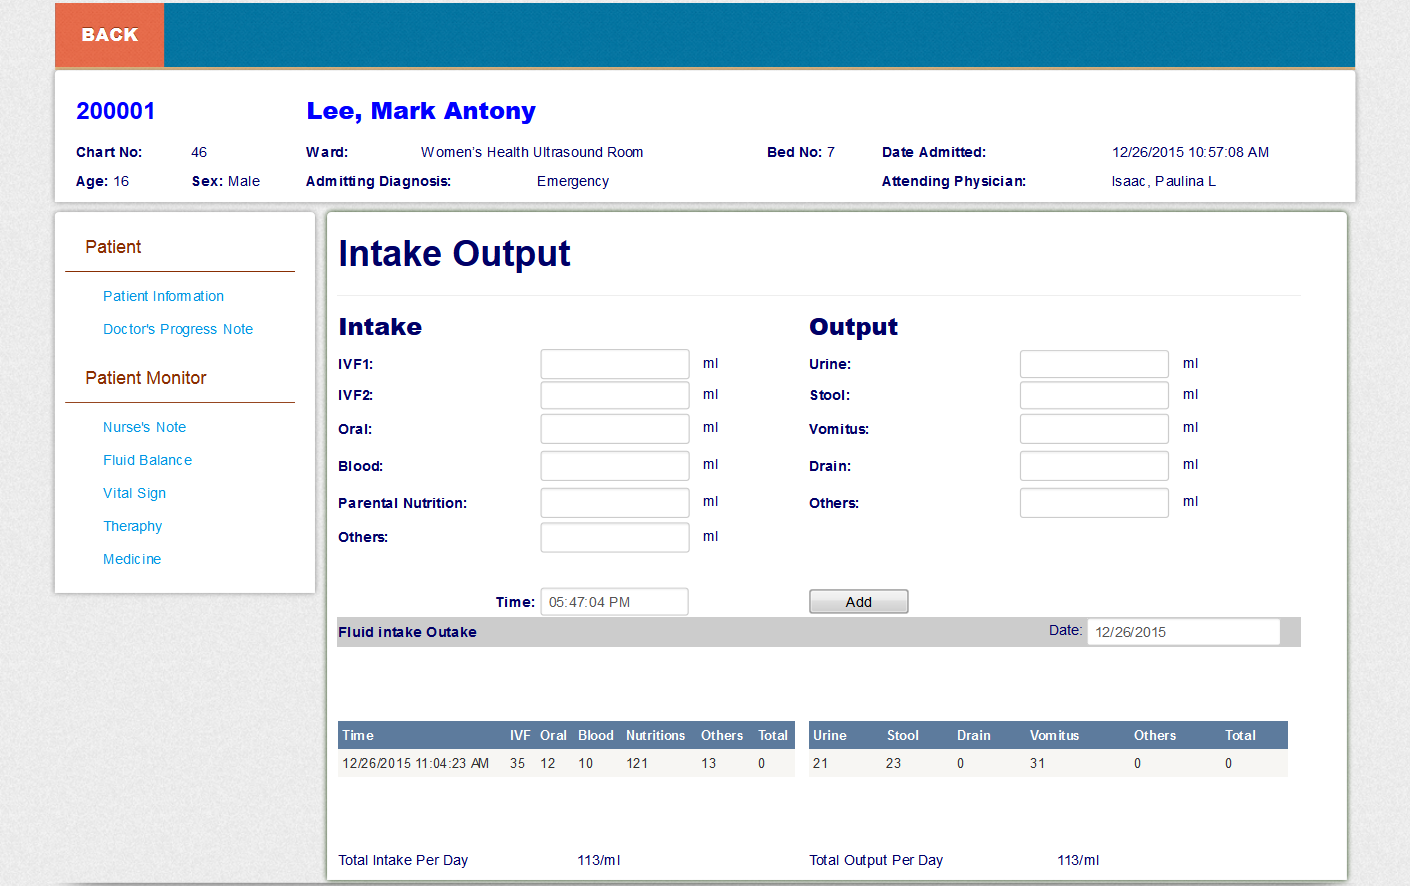 BACK
200001 Lee, Mark Antony
Chart No: 46 Ward: Women's Health Ultrasound Room Bed No: 7 Date Admitted: 12/26/2015 10:57:08 AM
Age: 16 Sex: Male Admitting Diagnosis: Emergency Attending Physician: Isaac, Paulina L
Patient
Patient Information
Doctor's Progress Note
Patient Monitor
Nurse's Note
Fluid Balance
Vital Sign
Theraphy
Medicine
Intake Output
Intake Output
IVF1: ml Urine: ml
IVF2: ml Stool: ml
Oral: ml Vomitus: ml
Blood: ml Drain: ml
Parental Nutrition: ml Others: ml
Others: ml
Time: 05:47:04 PM Add
Fluid intake Outake Date: 12/26/2015
Time IVF Oral Blood Nutritions Others Total Urine Stool Drain Vomitus Others Total
12/26/2015 11:04:23 AM 35 12 10 121 13 0 21 23 0 31 0 0
Total Intake Per Day 113/ml Total Output Per Day 113/ml